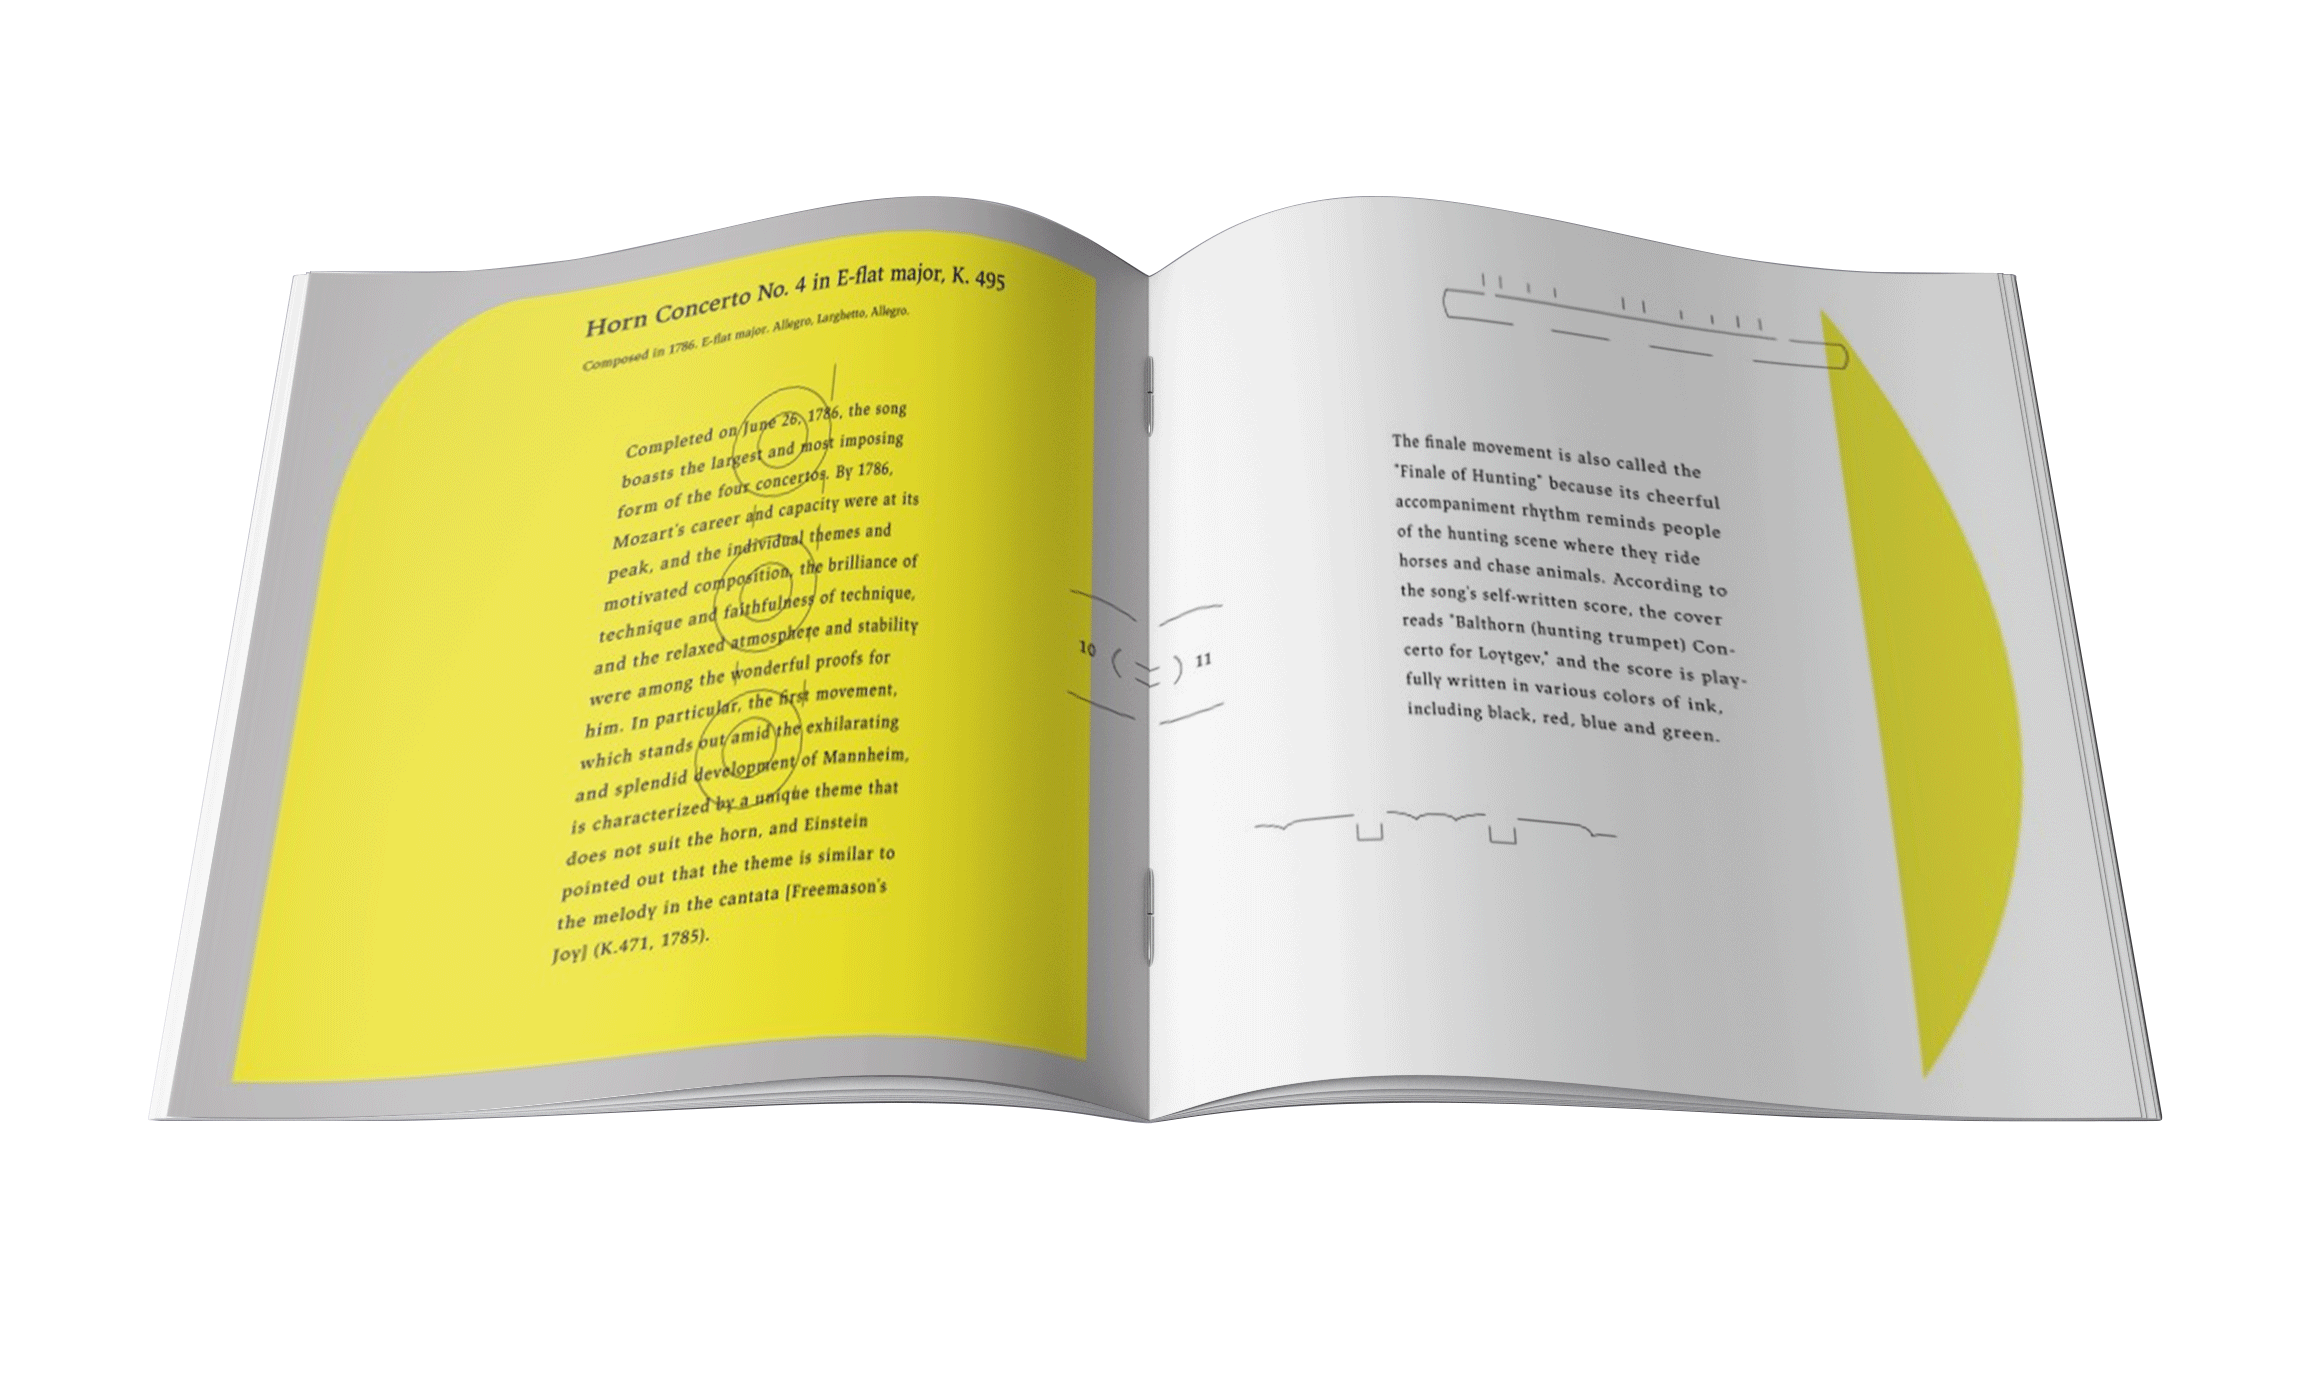 Horn Concerto No. 4 in E-flat major, K. 495
Composed in 1786. E-flat major. Allegro, Larghetto, Allegro.
Completed on June 26, 1786, the song
boasts the largest and most imposing
form of the four concertos. By 1786,
Mozart's career and capacity were at its
peak, and the individual themes and
motivated composition, the brilliance of
technique and faithfulness of technique,
and the relaxed atmosphere and stability
were among the wonderful proofs for
him. In particular, the first movement,
which stands out amid the exhilarating
and splendid development of Mannheim,
is characterized by a unique theme that
does not suit the horn, and Einstein
pointed out that the theme is similar to
the melody in the cantata [Freemason's
Joy] (K.471, 1785).
10
11
The finale movement is also called the
"Finale of Hunting" because its cheerful
accompaniment rhythm reminds people
of the hunting scene where they ride
horses and chase animals. According to
the song's self-written score, the cover
reads "Balthorn (hunting trumpet) Con-
certo for Loytgev," and the score is play-
fully written in various colors of ink,
including black, red, blue and green.